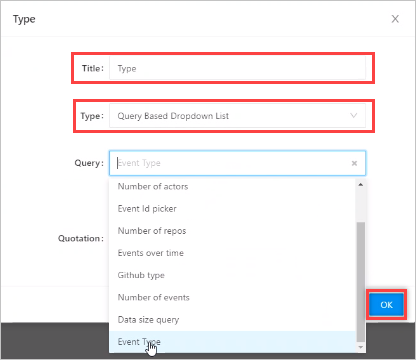 Type X
Title: Type
Type: Query Based Dropdown List
Query: Event Type
Number of actors
Event Id picker
Number of repos
Events over time
Quotation:
Github type
Number of events
OK
Data size query
Event Type